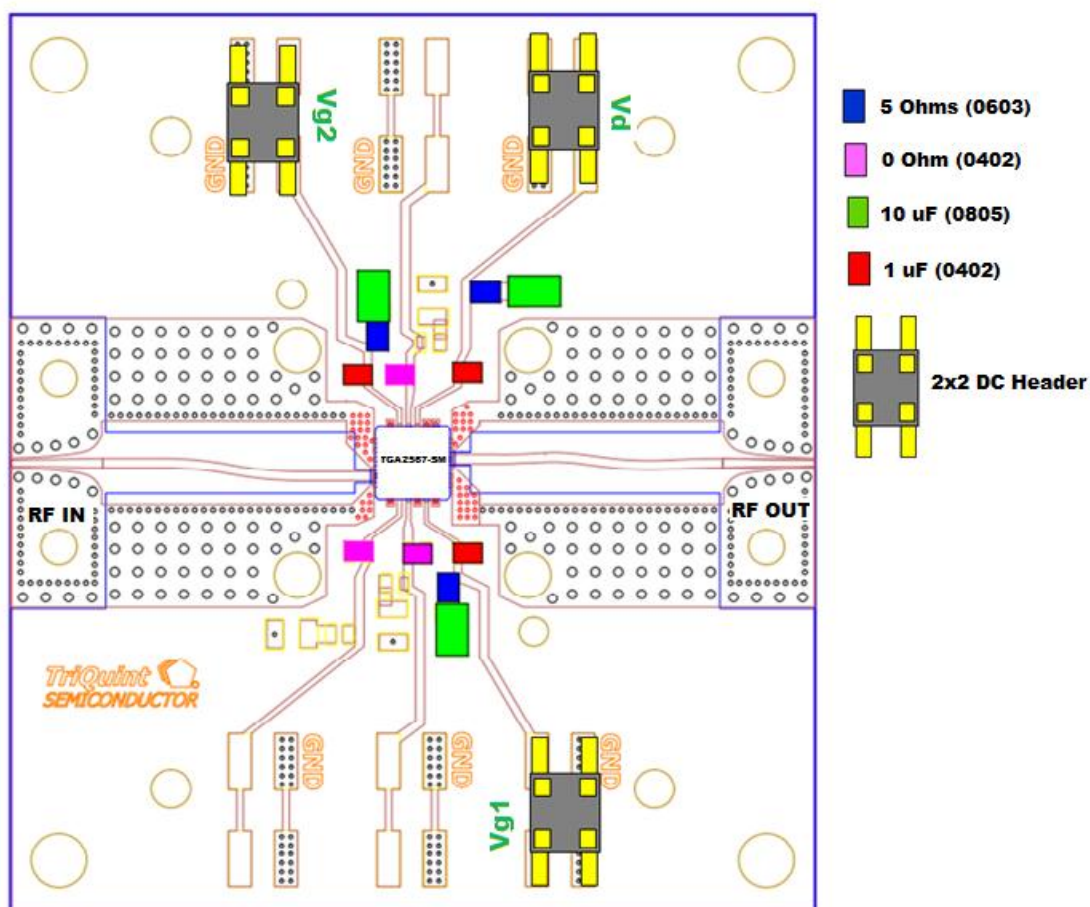 Vg2
GND
GND
Vd
GND
5 Ohms (0603)
0 Ohm (0402)
10 uF (0805)
1 uF (0402)
2x2 DC Header
TGA2567-SM
RF IN
RF OUT
TriQuint
SEMICONDUCTOR
GND
GND
Vg1
GND